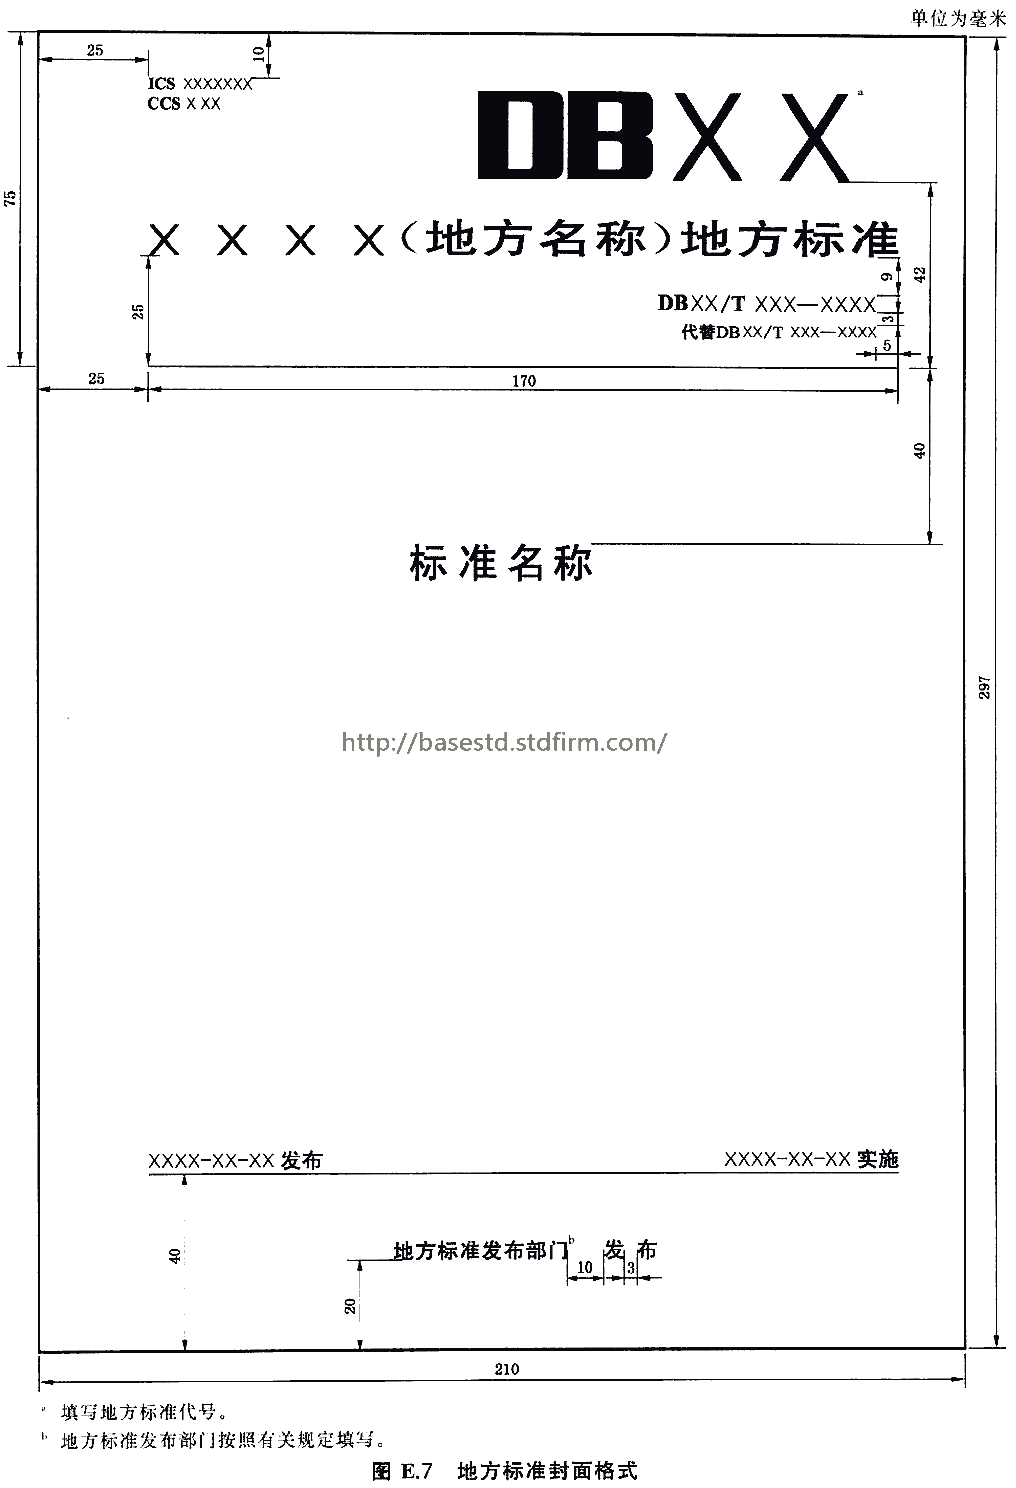 单位为毫米
25
10
ICS XXXXXXX
CCS X XX
DBXX a
75
XXXX(地方名称)地方标准
9
42
25
DBXX/T XXX—XXXX
3
代替DBXX/T XXX—XXXX
5
25
170
40
标准名称
297
http://basestd.stdfirm.com/
XXXX-XX-XX 发布
XXXX-XX-XX 实施
40
地方标准发布部门b 发布
10
3
20
210
a 填写地方标准代号。
b 地方标准发布部门按照有关规定填写。
图 E.7 地方标准封面格式